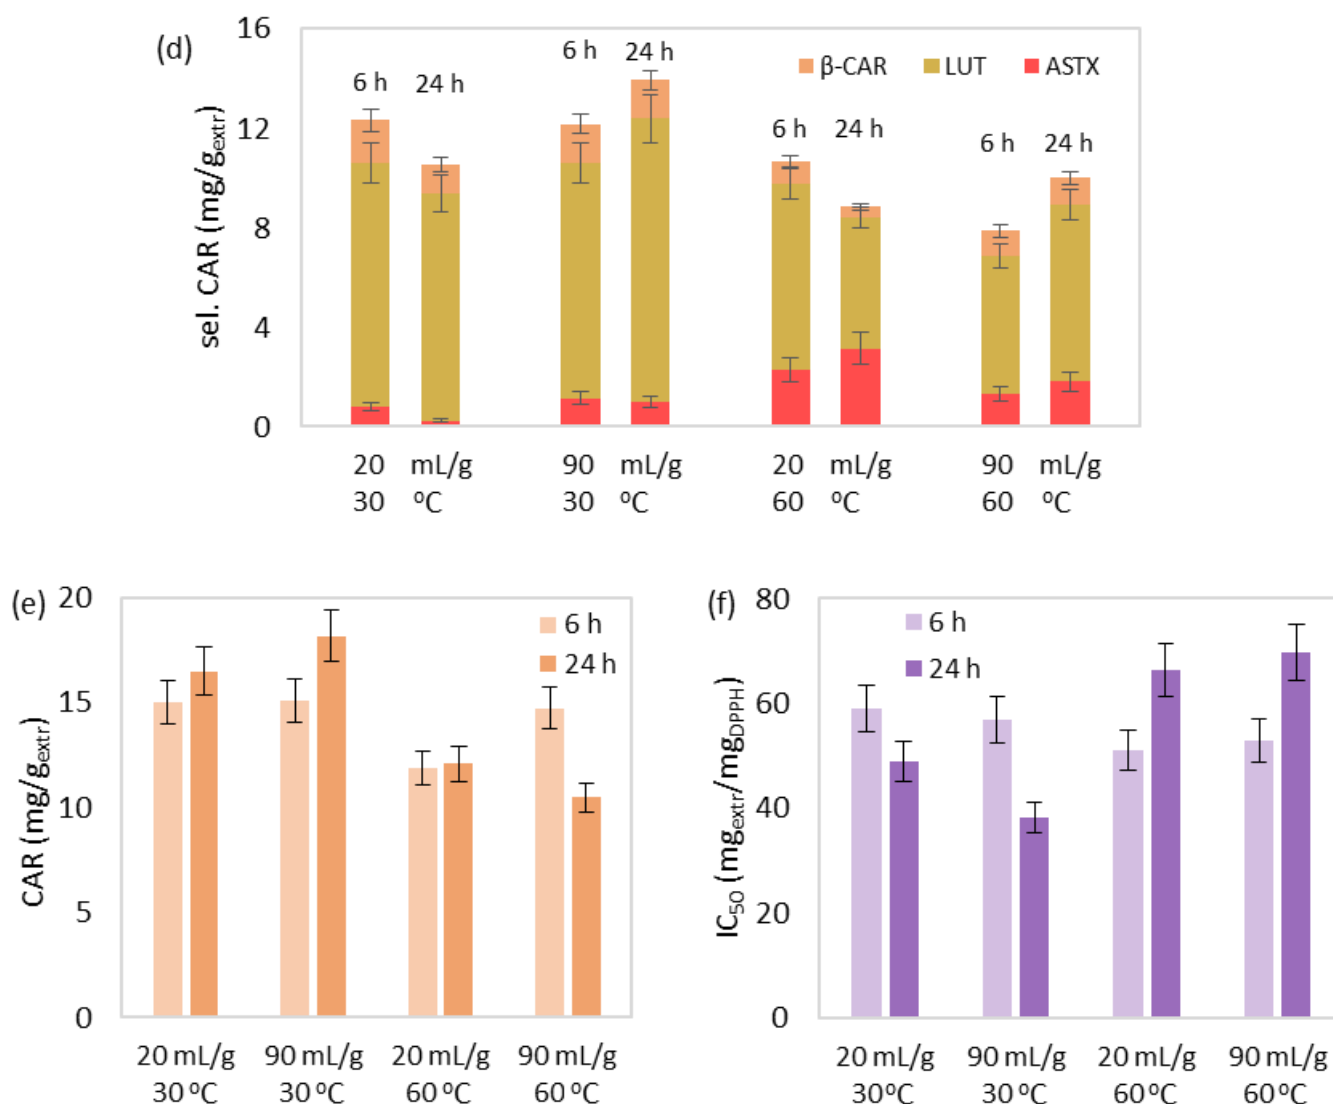 (d)
sel. CAR (mg/gextr)
16
12
8
4
0
6 h
24 h
6 h
24 h
6 h
24 h
6 h
24 h
β-CAR
LUT
ASTX
20 mL/g
30 ºC
90 mL/g
30 ºC
20 mL/g
60 ºC
90 mL/g
60 ºC
(e)
CAR (mg/gextr)
20
15
10
5
0
6 h
24 h
20 mL/g
30 ºC
90 mL/g
30 ºC
20 mL/g
60 ºC
90 mL/g
60 ºC
(f)
IC50 (mgextr/mgDPPH)
80
60
40
20
0
6 h
24 h
20 mL/g
30 ºC
90 mL/g
30 ºC
20 mL/g
60 ºC
90 mL/g
60 ºC